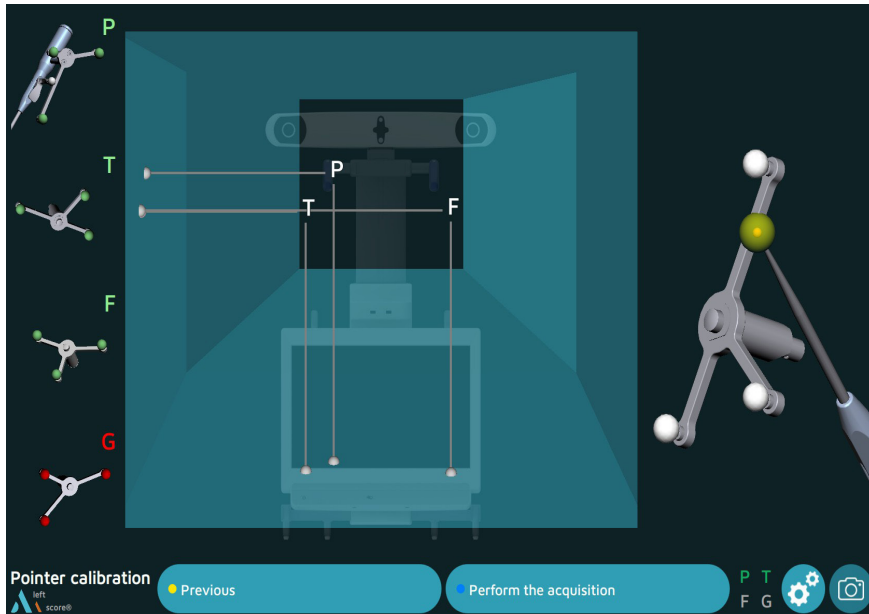 P
T
F
G
P
T
F
Pointer calibration
left
score®
Previous
Perform the acquisition
P T
F G